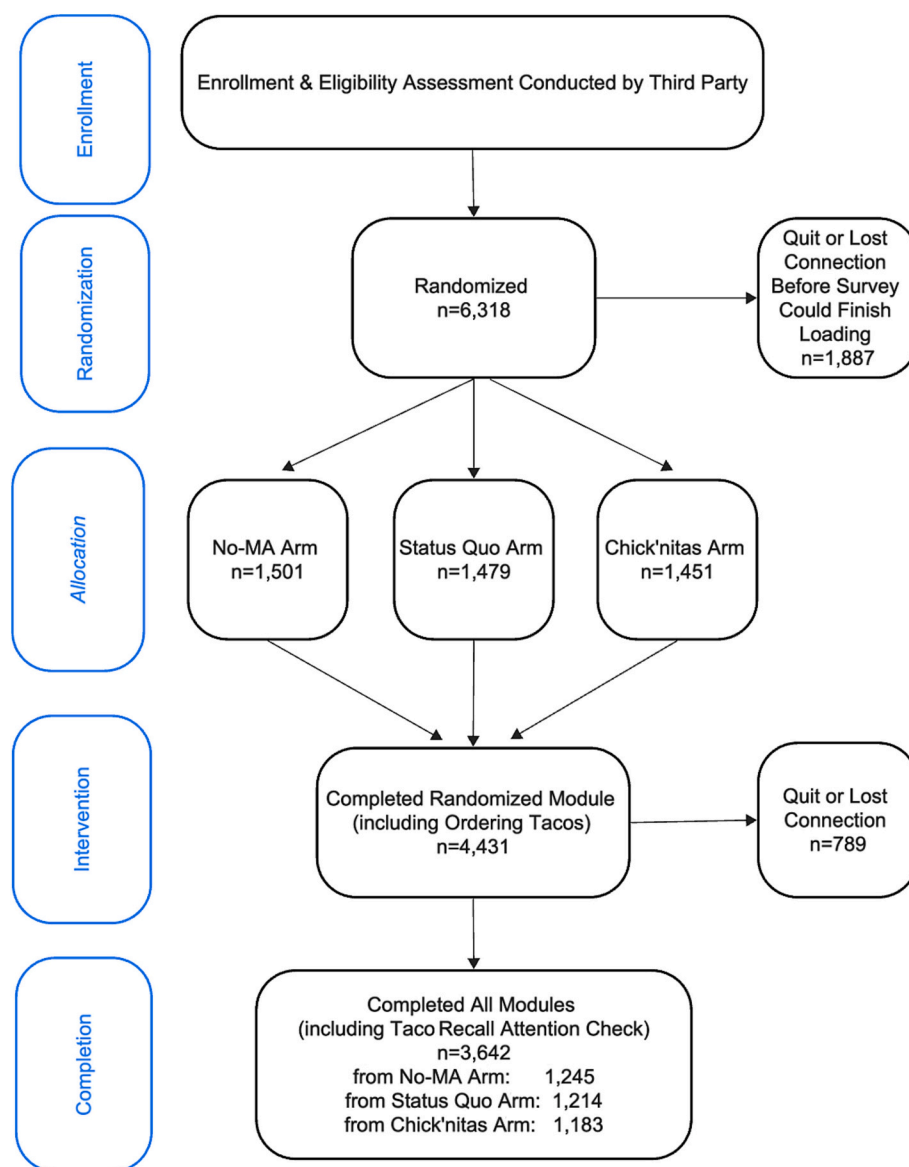 Enrollment
Enrollment & Eligibility Assessment Conducted by Third Party
Randomization
Randomized
n=6,318
Quit or Lost
Connection
Before Survey
Could Finish
Loading
n=1,887
Allocation
No-MA Arm
n=1,501
Status Quo Arm
n=1,479
Chick'nitas Arm
n=1,451
Intervention
Completed Randomized Module
(including Ordering Tacos)
n=4,431
Quit or Lost
Connection
n=789
Completion
Completed All Modules
(including Taco Recall Attention Check)
n=3,642
from No-MA Arm: 1,245
from Status Quo Arm: 1,214
from Chick'nitas Arm: 1,183